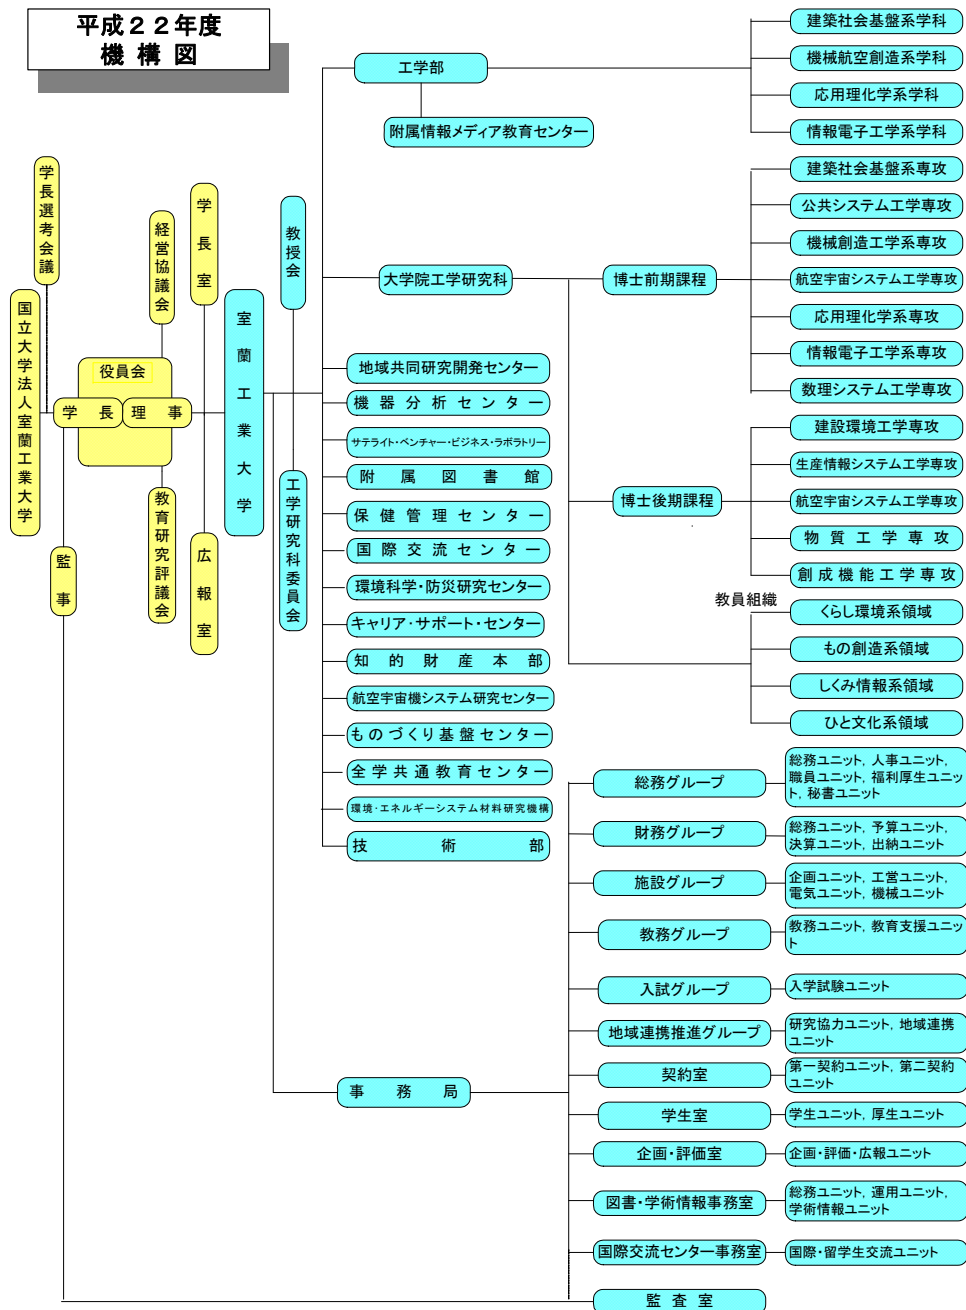 平成２２年度
機 構 図
国立大学法人室蘭工業大学
学長選考会議
役員会
学 長
理 事
監事
経営協議会
教育研究評議会
学長室
広報室
室蘭工業大学
教授会
工学研究科委員会
工学部
附属情報メディア教育センター
建築社会基盤系学科
機械航空創造系学科
応用理化学系学科
情報電子工学系学科
大学院工学研究科
博士前期課程
建築社会基盤系専攻
公共システム工学専攻
機械創造工学系専攻
航空宇宙システム工学専攻
応用理化学系専攻
情報電子工学系専攻
数理システム工学専攻
博士後期課程
建設環境工学専攻
生産情報システム工学専攻
航空宇宙システム工学専攻
物 質 工 学 専 攻
創 成 機 能 工 学 専 攻
教員組織
くらし環境系領域
もの創造系領域
しくみ情報系領域
ひと文化系領域
地域共同研究開発センター
機 器 分 析 セ ン タ ー
サテライト・ベンチャー・ビジネス・ラボラトリー
附 属 図 書 館
保 健 管 理 セ ン タ ー
国 際 交 流 セ ン タ ー
環境科学・防災研究センター
キャリア・サポート・センター
知 的 財 産 本 部
航空宇宙機システム研究センター
ものづくり基盤センター
全学共通教育センター
環境・エネルギーシステム材料研究機構
技 術 部
事 務 局
総務グループ
総務ユニット, 人事ユニット,
職員ユニット, 福利厚生ユニッ
ト, 秘書ユニット
財務グループ
総務ユニット, 予算ユニット,
決算ユニット, 出納ユニット
施設グループ
企画ユニット, 工営ユニット,
電気ユニット, 機械ユニット
教務グループ
教務ユニット, 教育支援ユニッ
ト
入試グループ
入学試験ユニット
地域連携推進グループ
研究協力ユニット, 地域連携
ユニット
契約室
第一契約ユニット, 第二契約
ユニット
学生室
学生ユニット, 厚生ユニット
企画・評価室
企画・評価・広報ユニット
図書・学術情報事務室
総務ユニット, 運用ユニット,
学術情報ユニット
国際交流センター事務室
国際・留学生交流ユニット
監 査 室